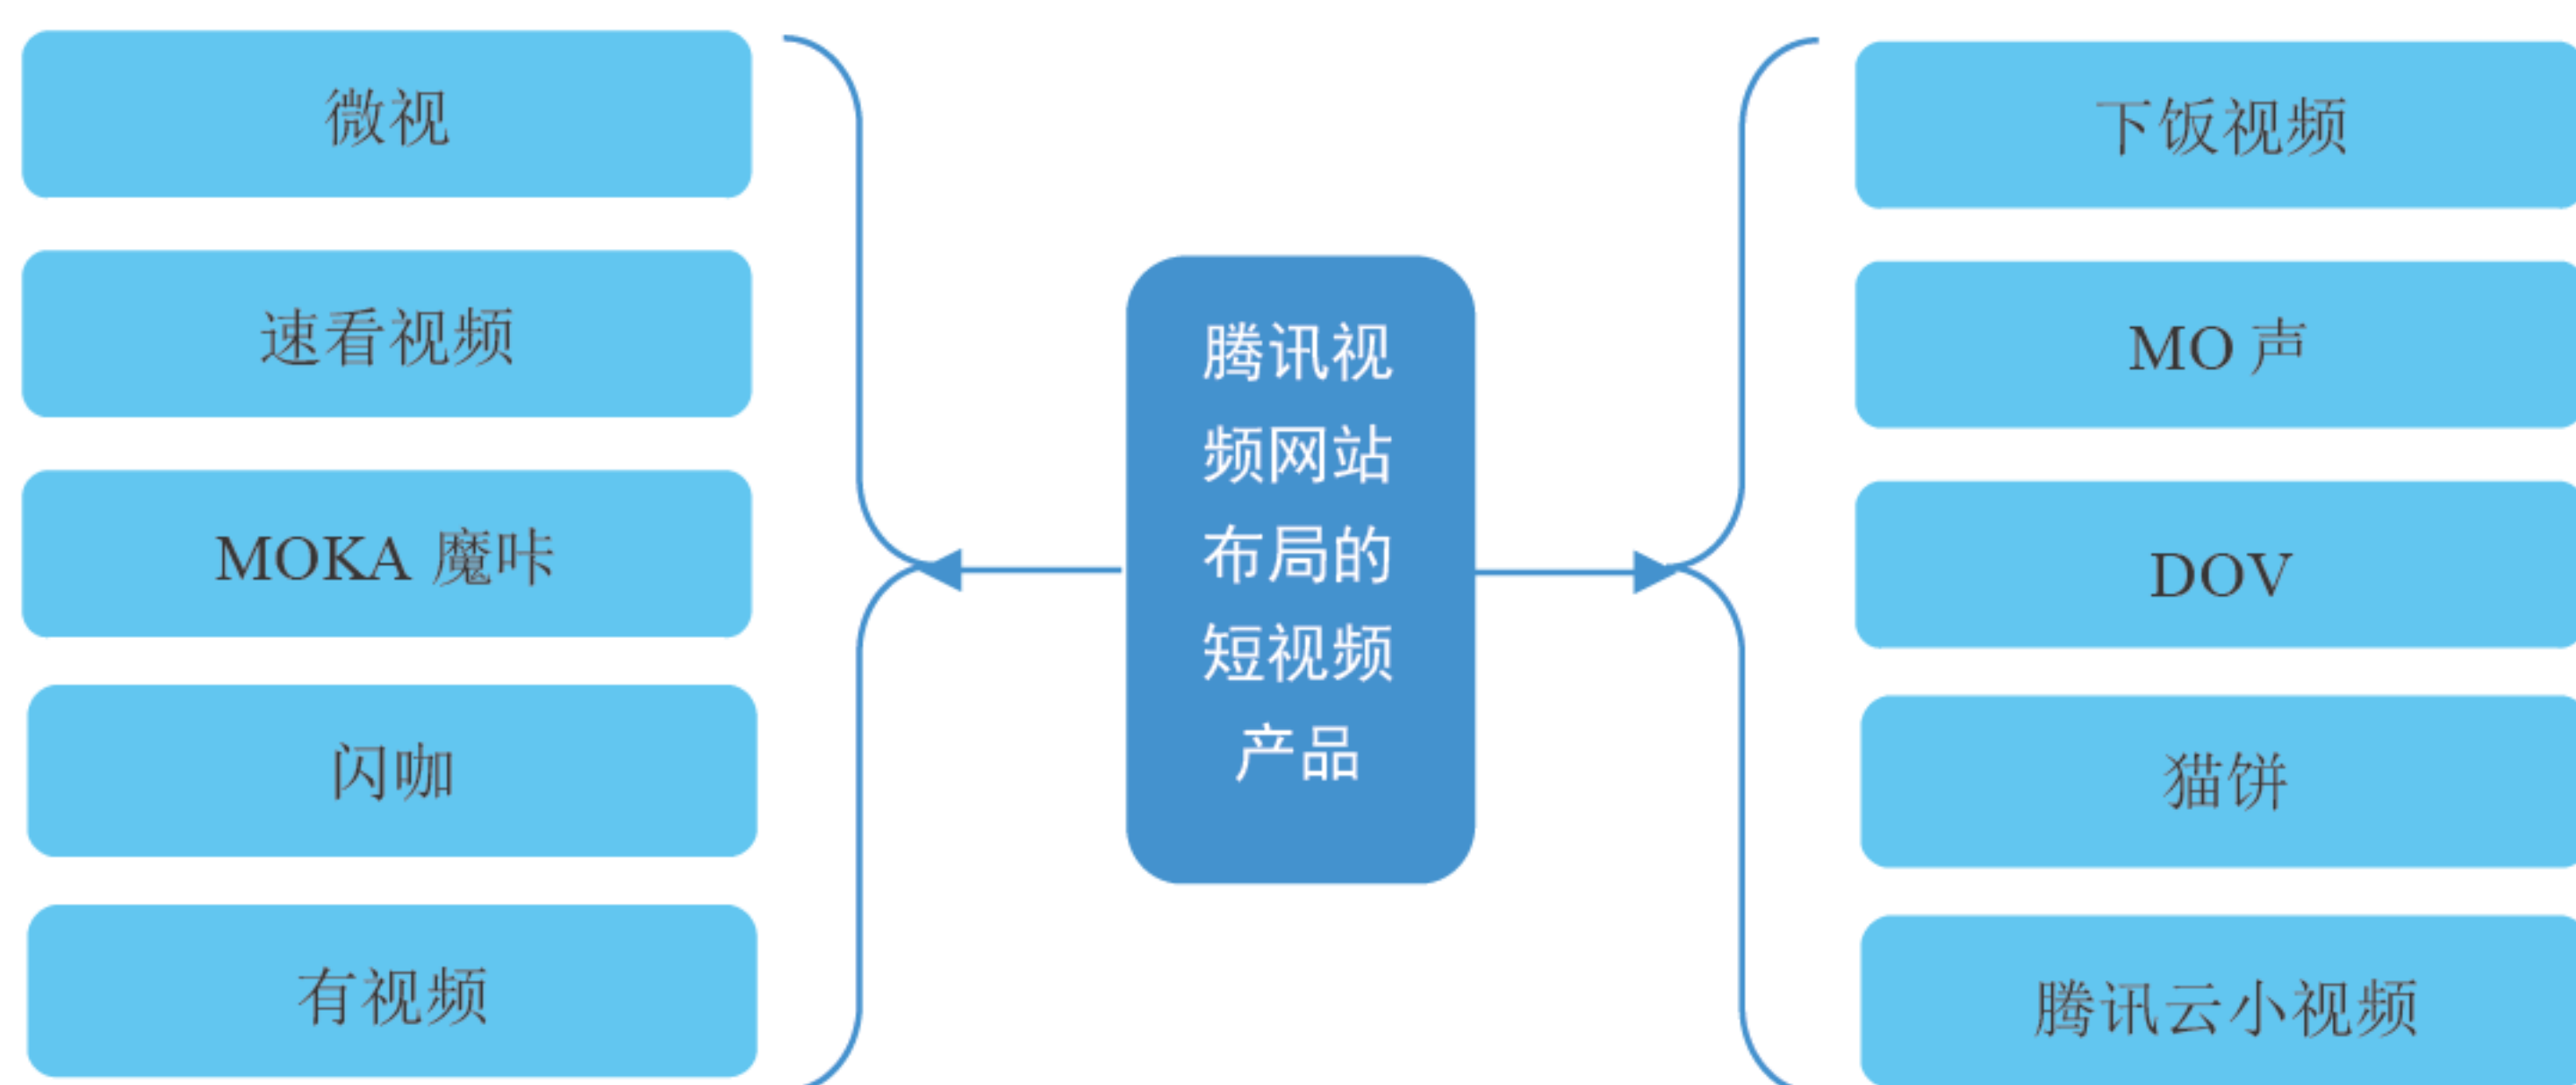 微视
速看视频
MOKA 魔咔
闪咖
有视频
腾讯视
频网站
布局的
短视频
产品
下饭视频
MO 声
DOV
猫饼
腾讯云小视频